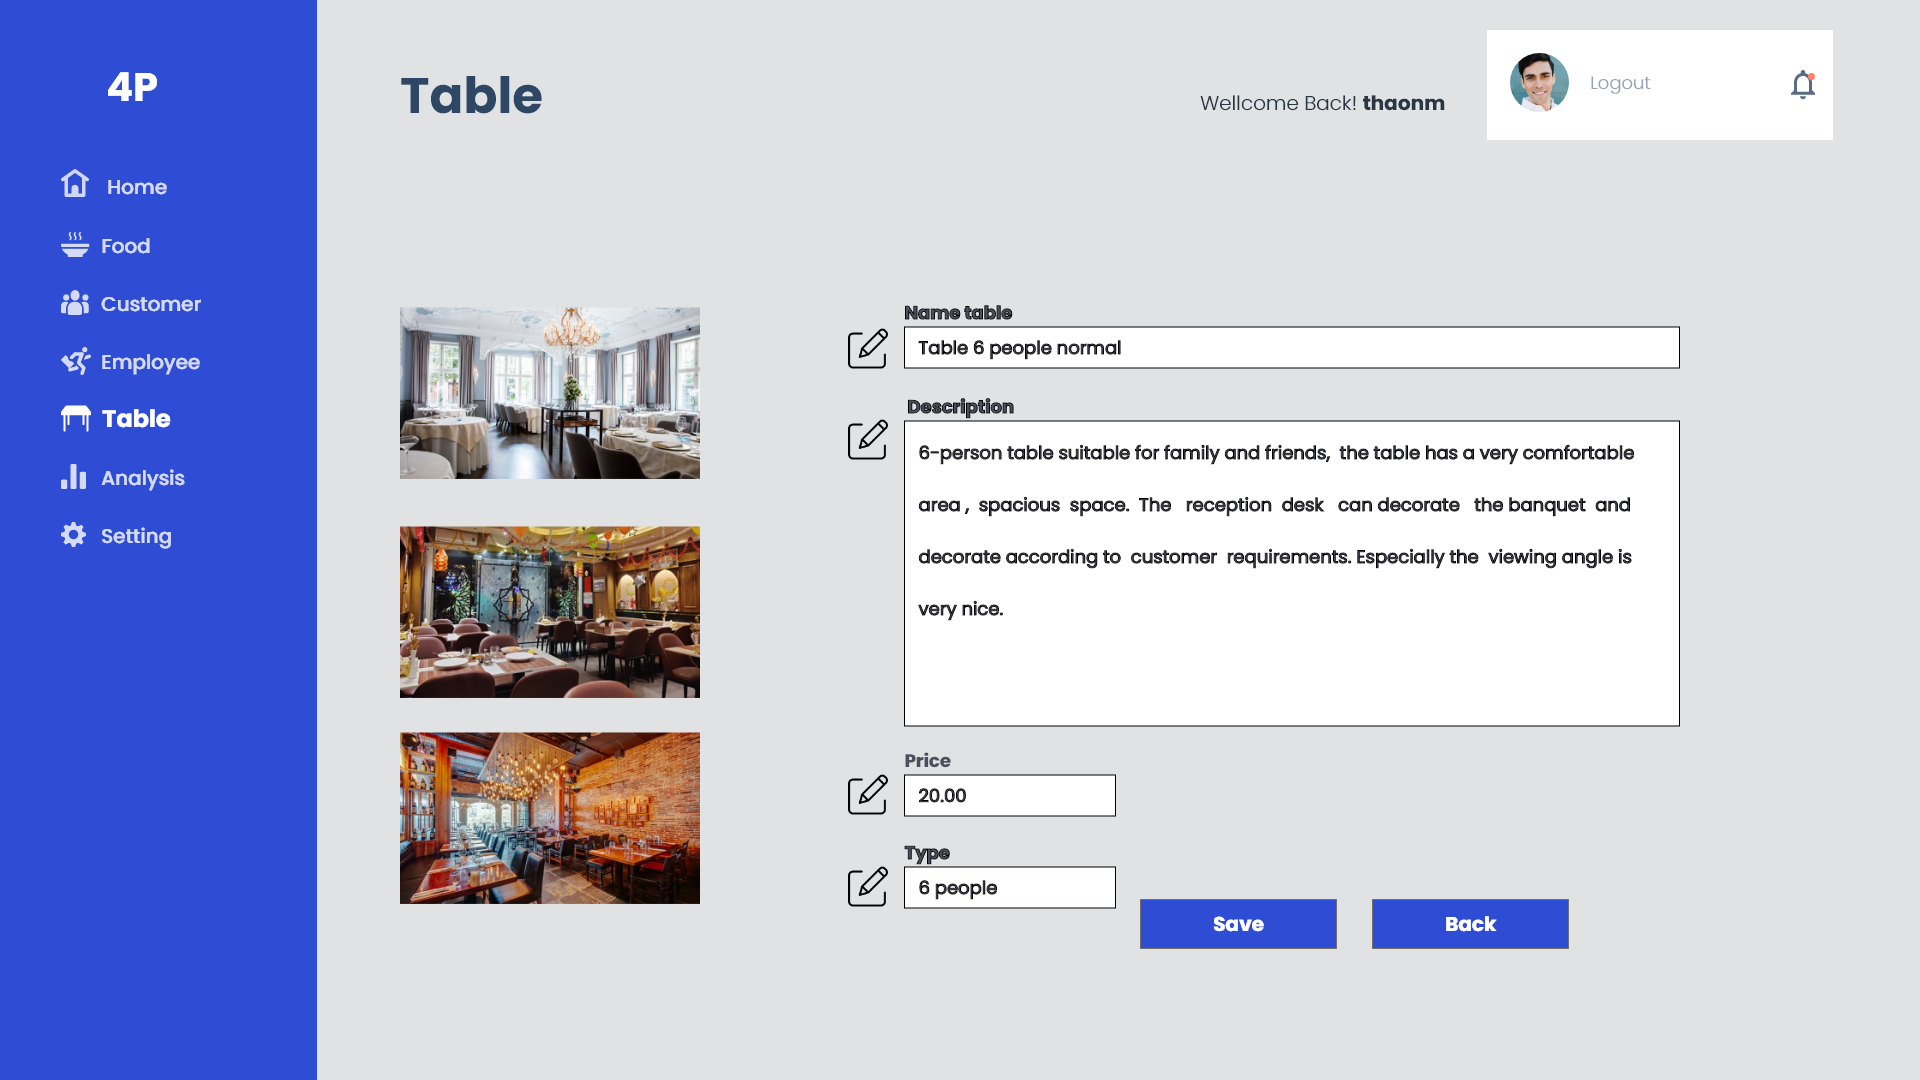 4P
Home
Food
Customer
Employee
Table
Analysis
Setting
Table
Wellcome Back! thaonm
Logout
Name table
Table 6 people normal
Description
6-person table suitable for family and friends, the table has a very comfortable
area , spacious space. The reception desk can decorate the banquet and
decorate according to customer requirements. Especially the viewing angle is
very nice.
Price
20.00
Type
6 people
Save
Back